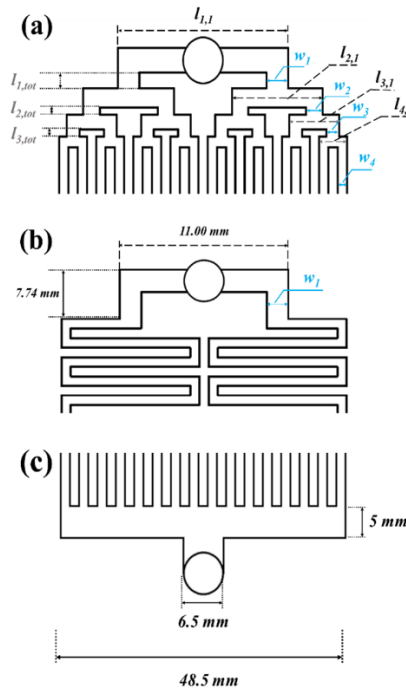 (a)
l1,1
w1
l2,1
l1,tot
w2
l3,1
l2,tot
w3
l4,
l3,tot
w4
(b)
11.00 mm
7.74 mm
w1
(c)
5 mm
6.5 mm
48.5 mm